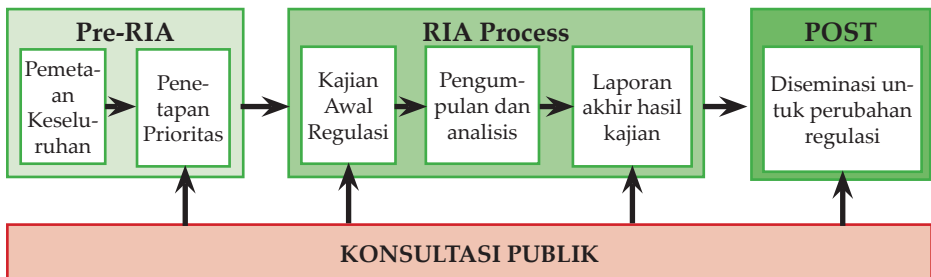 Pre-RIA
Pemeta-
an
Keselu-
ruhan
Pene-
tapan
Prioritas
RIA Process
Kajian
Awal
Regulasi
Pengum-
pulan dan
analisis
Laporan
akhir hasil
kajian
POST
Diseminasi un-
tuk perubahan
regulasi
KONSULTASI PUBLIK